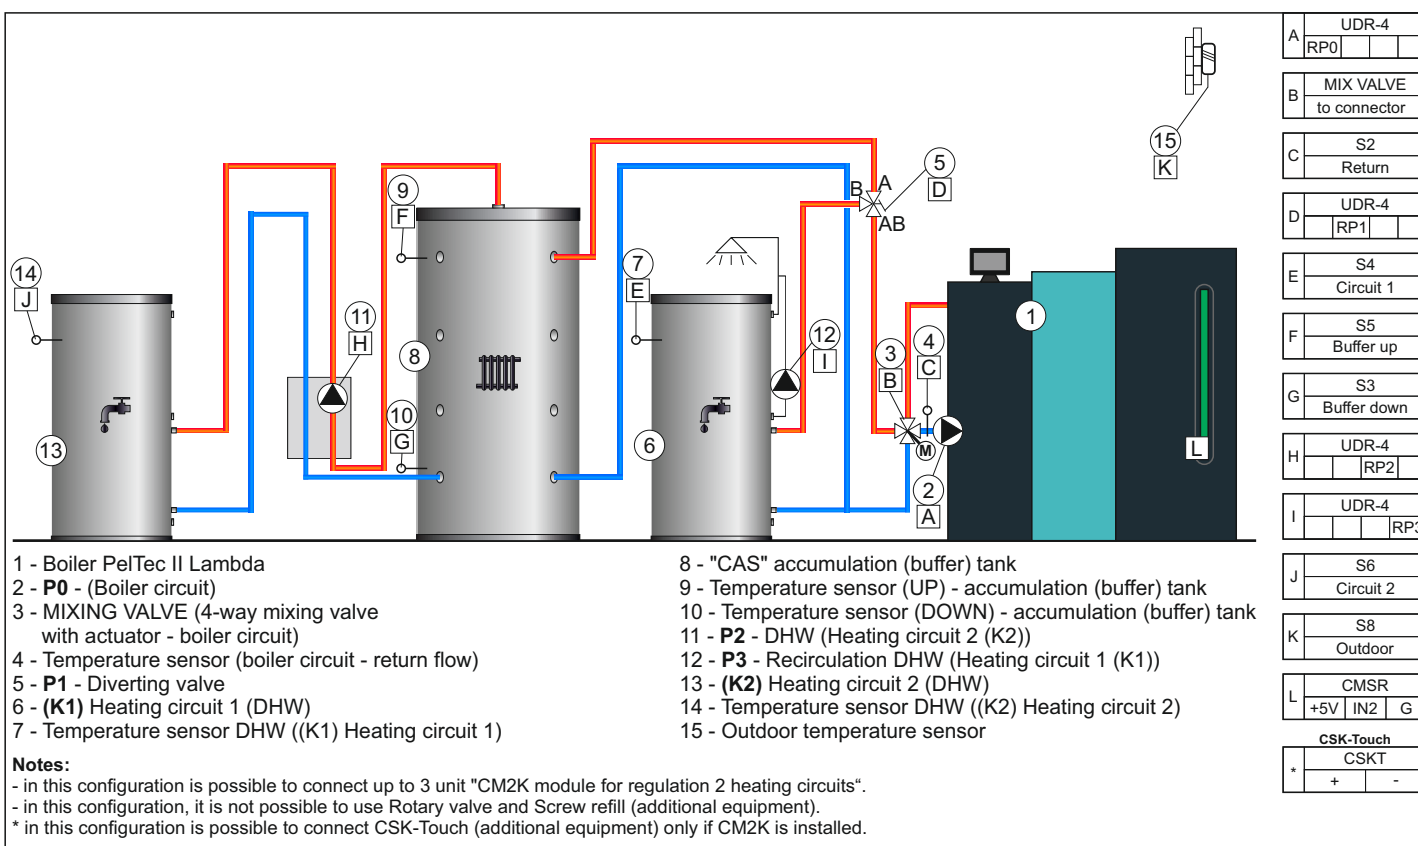 15
K
5
D
B
A
AB
9
F
14
J
7
E
11
H
12
I
8
3
B
4
C
1
10
G
13
6
M
L
2
A
1 - Boiler PelTec II Lambda
2 - P0 - (Boiler circuit)
3 - MIXING VALVE (4-way mixing valve
with actuator - boiler circuit)
4 - Temperature sensor (boiler circuit - return flow)
5 - P1 - Diverting valve
6 - (K1) Heating circuit 1 (DHW)
7 - Temperature sensor DHW ((K1) Heating circuit 1)
8 - "CAS" accumulation (buffer) tank
9 - Temperature sensor (UP) - accumulation (buffer) tank
10 - Temperature sensor (DOWN) - accumulation (buffer) tank
11 - P2 - DHW (Heating circuit 2 (K2))
12 - P3 - Recirculation DHW (Heating circuit 1 (K1))
13 - (K2) Heating circuit 2 (DHW)
14 - Temperature sensor DHW ((K2) Heating circuit 2)
15 - Outdoor temperature sensor
Notes:
- in this configuration is possible to connect up to 3 unit "CM2K module for regulation 2 heating circuits“.
- in this configuration, it is not possible to use Rotary valve and Screw refill (additional equipment).
* in this configuration is possible to connect CSK-Touch (additional equipment) only if CM2K is installed.
A
UDR-4
RP0
B
MIX VALVE
to connector
C
S2
Return
D
UDR-4
RP1
E
S4
Circuit 1
F
S5
Buffer up
G
S3
Buffer down
H
UDR-4
RP2
I
UDR-4
RP3
J
S6
Circuit 2
K
S8
Outdoor
L
CMSR
+5V IN2 G
CSK-Touch
*
CSKT
+ -